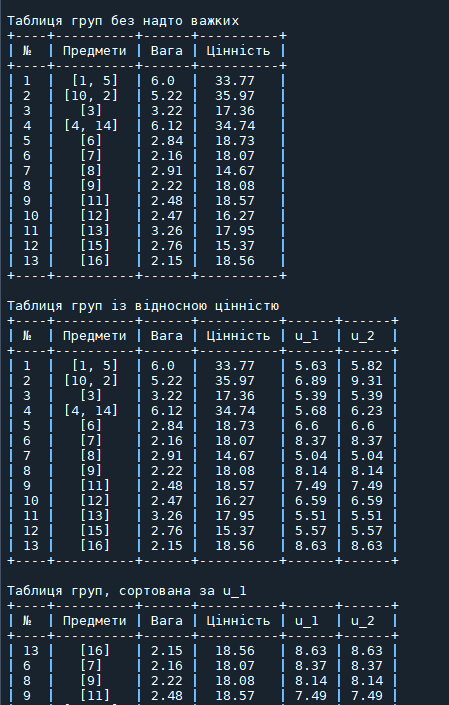 Таблиця груп без надто важких
+----+----------+------+----------+
| №  | Предмети | Вага | Цінність |
+----+----------+------+----------+
| 1  |  [1, 5]  | 6.0  |  33.77   |
| 2  | [10, 2]  | 5.22 |  35.97   |
| 3  |   [3]    | 3.22 |  17.36   |
| 4  | [4, 14]  | 6.12 |  34.74   |
| 5  |   [6]    | 2.84 |  18.73   |
| 6  |   [7]    | 2.16 |  18.07   |
| 7  |   [8]    | 2.91 |  14.67   |
| 8  |   [9]    | 2.22 |  18.08   |
| 9  |   [11]   | 2.48 |  18.57   |
| 10 |   [12]   | 2.47 |  16.27   |
| 11 |   [13]   | 3.26 |  17.95   |
| 12 |   [15]   | 2.76 |  15.37   |
| 13 |   [16]   | 2.15 |  18.56   |
+----+----------+------+----------+
Таблиця груп із відносною цінністю
+----+----------+------+----------+------+------+
| №  | Предмети | Вага | Цінність | u_1  | u_2  |
+----+----------+------+----------+------+------+
| 1  |  [1, 5]  | 6.0  |  33.77   | 5.63 | 5.82 |
| 2  | [10, 2]  | 5.22 |  35.97   | 6.89 | 9.31 |
| 3  |   [3]    | 3.22 |  17.36   | 5.39 | 5.39 |
| 4  | [4, 14]  | 6.12 |  34.74   | 5.68 | 6.23 |
| 5  |   [6]    | 2.84 |  18.73   | 6.6  | 6.6  |
| 6  |   [7]    | 2.16 |  18.07   | 8.37 | 8.37 |
| 7  |   [8]    | 2.91 |  14.67   | 5.04 | 5.04 |
| 8  |   [9]    | 2.22 |  18.08   | 8.14 | 8.14 |
| 9  |   [11]   | 2.48 |  18.57   | 7.49 | 7.49 |
| 10 |   [12]   | 2.47 |  16.27   | 6.59 | 6.59 |
| 11 |   [13]   | 3.26 |  17.95   | 5.51 | 5.51 |
| 12 |   [15]   | 2.76 |  15.37   | 5.57 | 5.57 |
| 13 |   [16]   | 2.15 |  18.56   | 8.63 | 8.63 |
+----+----------+------+----------+------+------+
Таблиця груп, сортована за u_1
+----+----------+------+----------+------+------+
| №  | Предмети | Вага | Цінність | u_1  | u_2  |
+----+----------+------+----------+------+------+
| 13 |   [16]   | 2.15 |  18.56   | 8.63 | 8.63 |
| 6  |   [7]    | 2.16 |  18.07   | 8.37 | 8.37 |
| 8  |   [9]    | 2.22 |  18.08   | 8.14 | 8.14 |
| 9  |   [11]   | 2.48 |  18.57   | 7.49 | 7.49 |